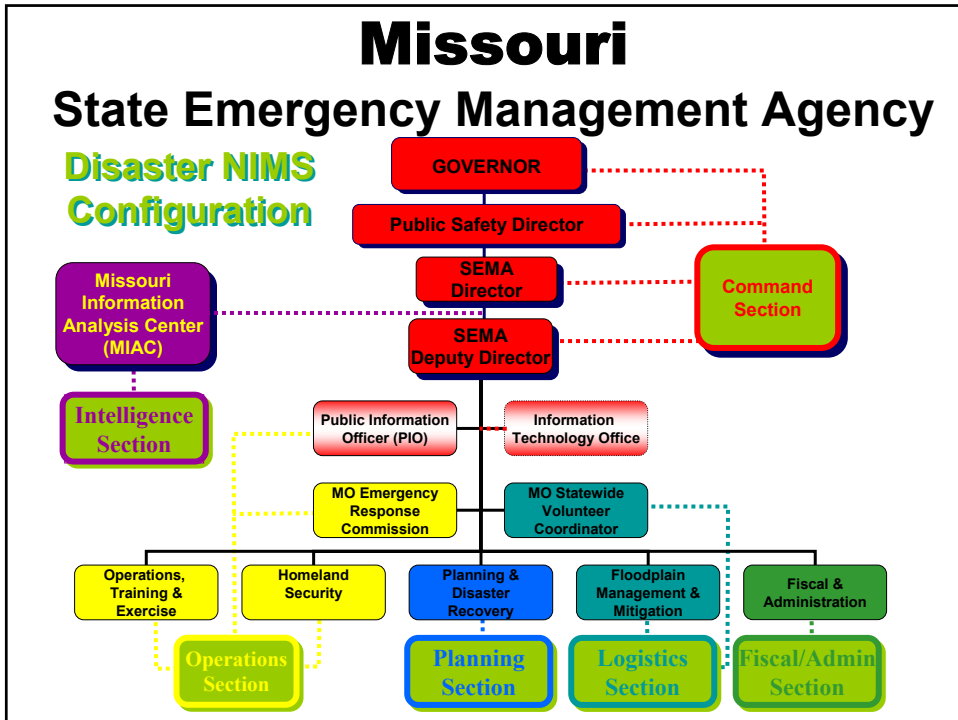 Missouri
State Emergency Management Agency
Disaster NIMS
Configuration
GOVERNOR
Public Safety Director
SEMA
Director
SEMA
Deputy Director
Command
Section
Missouri
Information
Analysis Center
(MIAC)
Intelligence
Section
Public Information
Officer (PIO)
Information
Technology Office
MO Emergency
Response
Commission
MO Statewide
Volunteer
Coordinator
Operations,
Training &
Exercise
Homeland
Security
Planning &
Disaster
Recovery
Floodplain
Management &
Mitigation
Fiscal &
Administration
Operations
Section
Planning
Section
Logistics
Section
Fiscal/Admin
Section